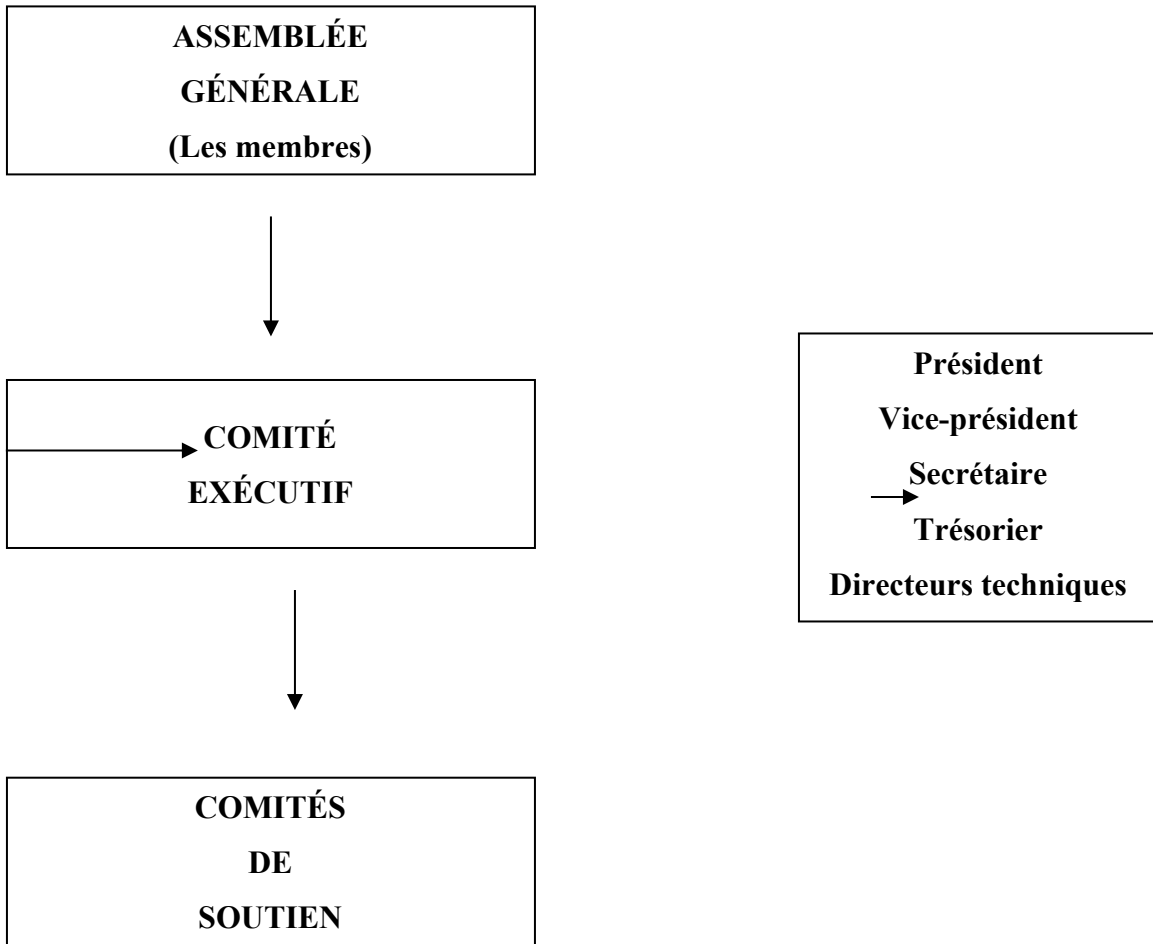 ASSEMBLÉE
GÉNÉRALE
(Les membres)
COMITÉ
EXÉCUTIF
Président
Vice-président
Secrétaire
Trésorier
Directeurs techniques
COMITÉS
DE
SOUTIEN